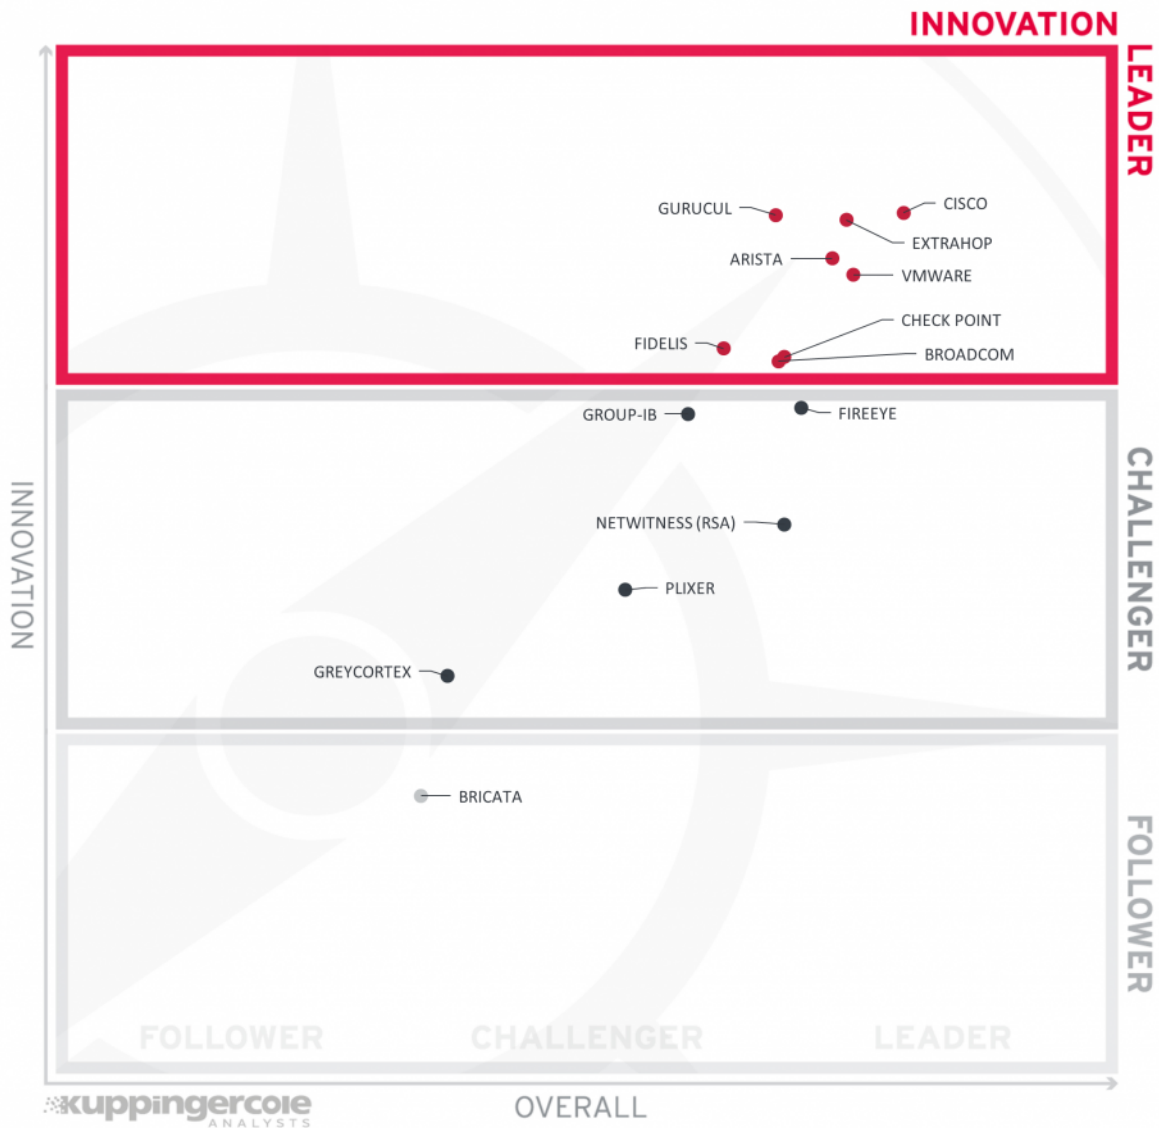 INNOVATION
LEADER
GURUCUL
CISCO
EXTRAHOP
ARISTA
VMWARE
CHECK POINT
FIDELIS
BROADCOM
GROUP-IB
FIREEYE
CHALLENGER
INNOVATION
NETWITNESS (RSA)
PLIXER
GREYCORTEX
BRICATA
FOLLOWER
FOLLOWER CHALLENGER LEADER
kuppingercole
ANALYSTS
OVERALL